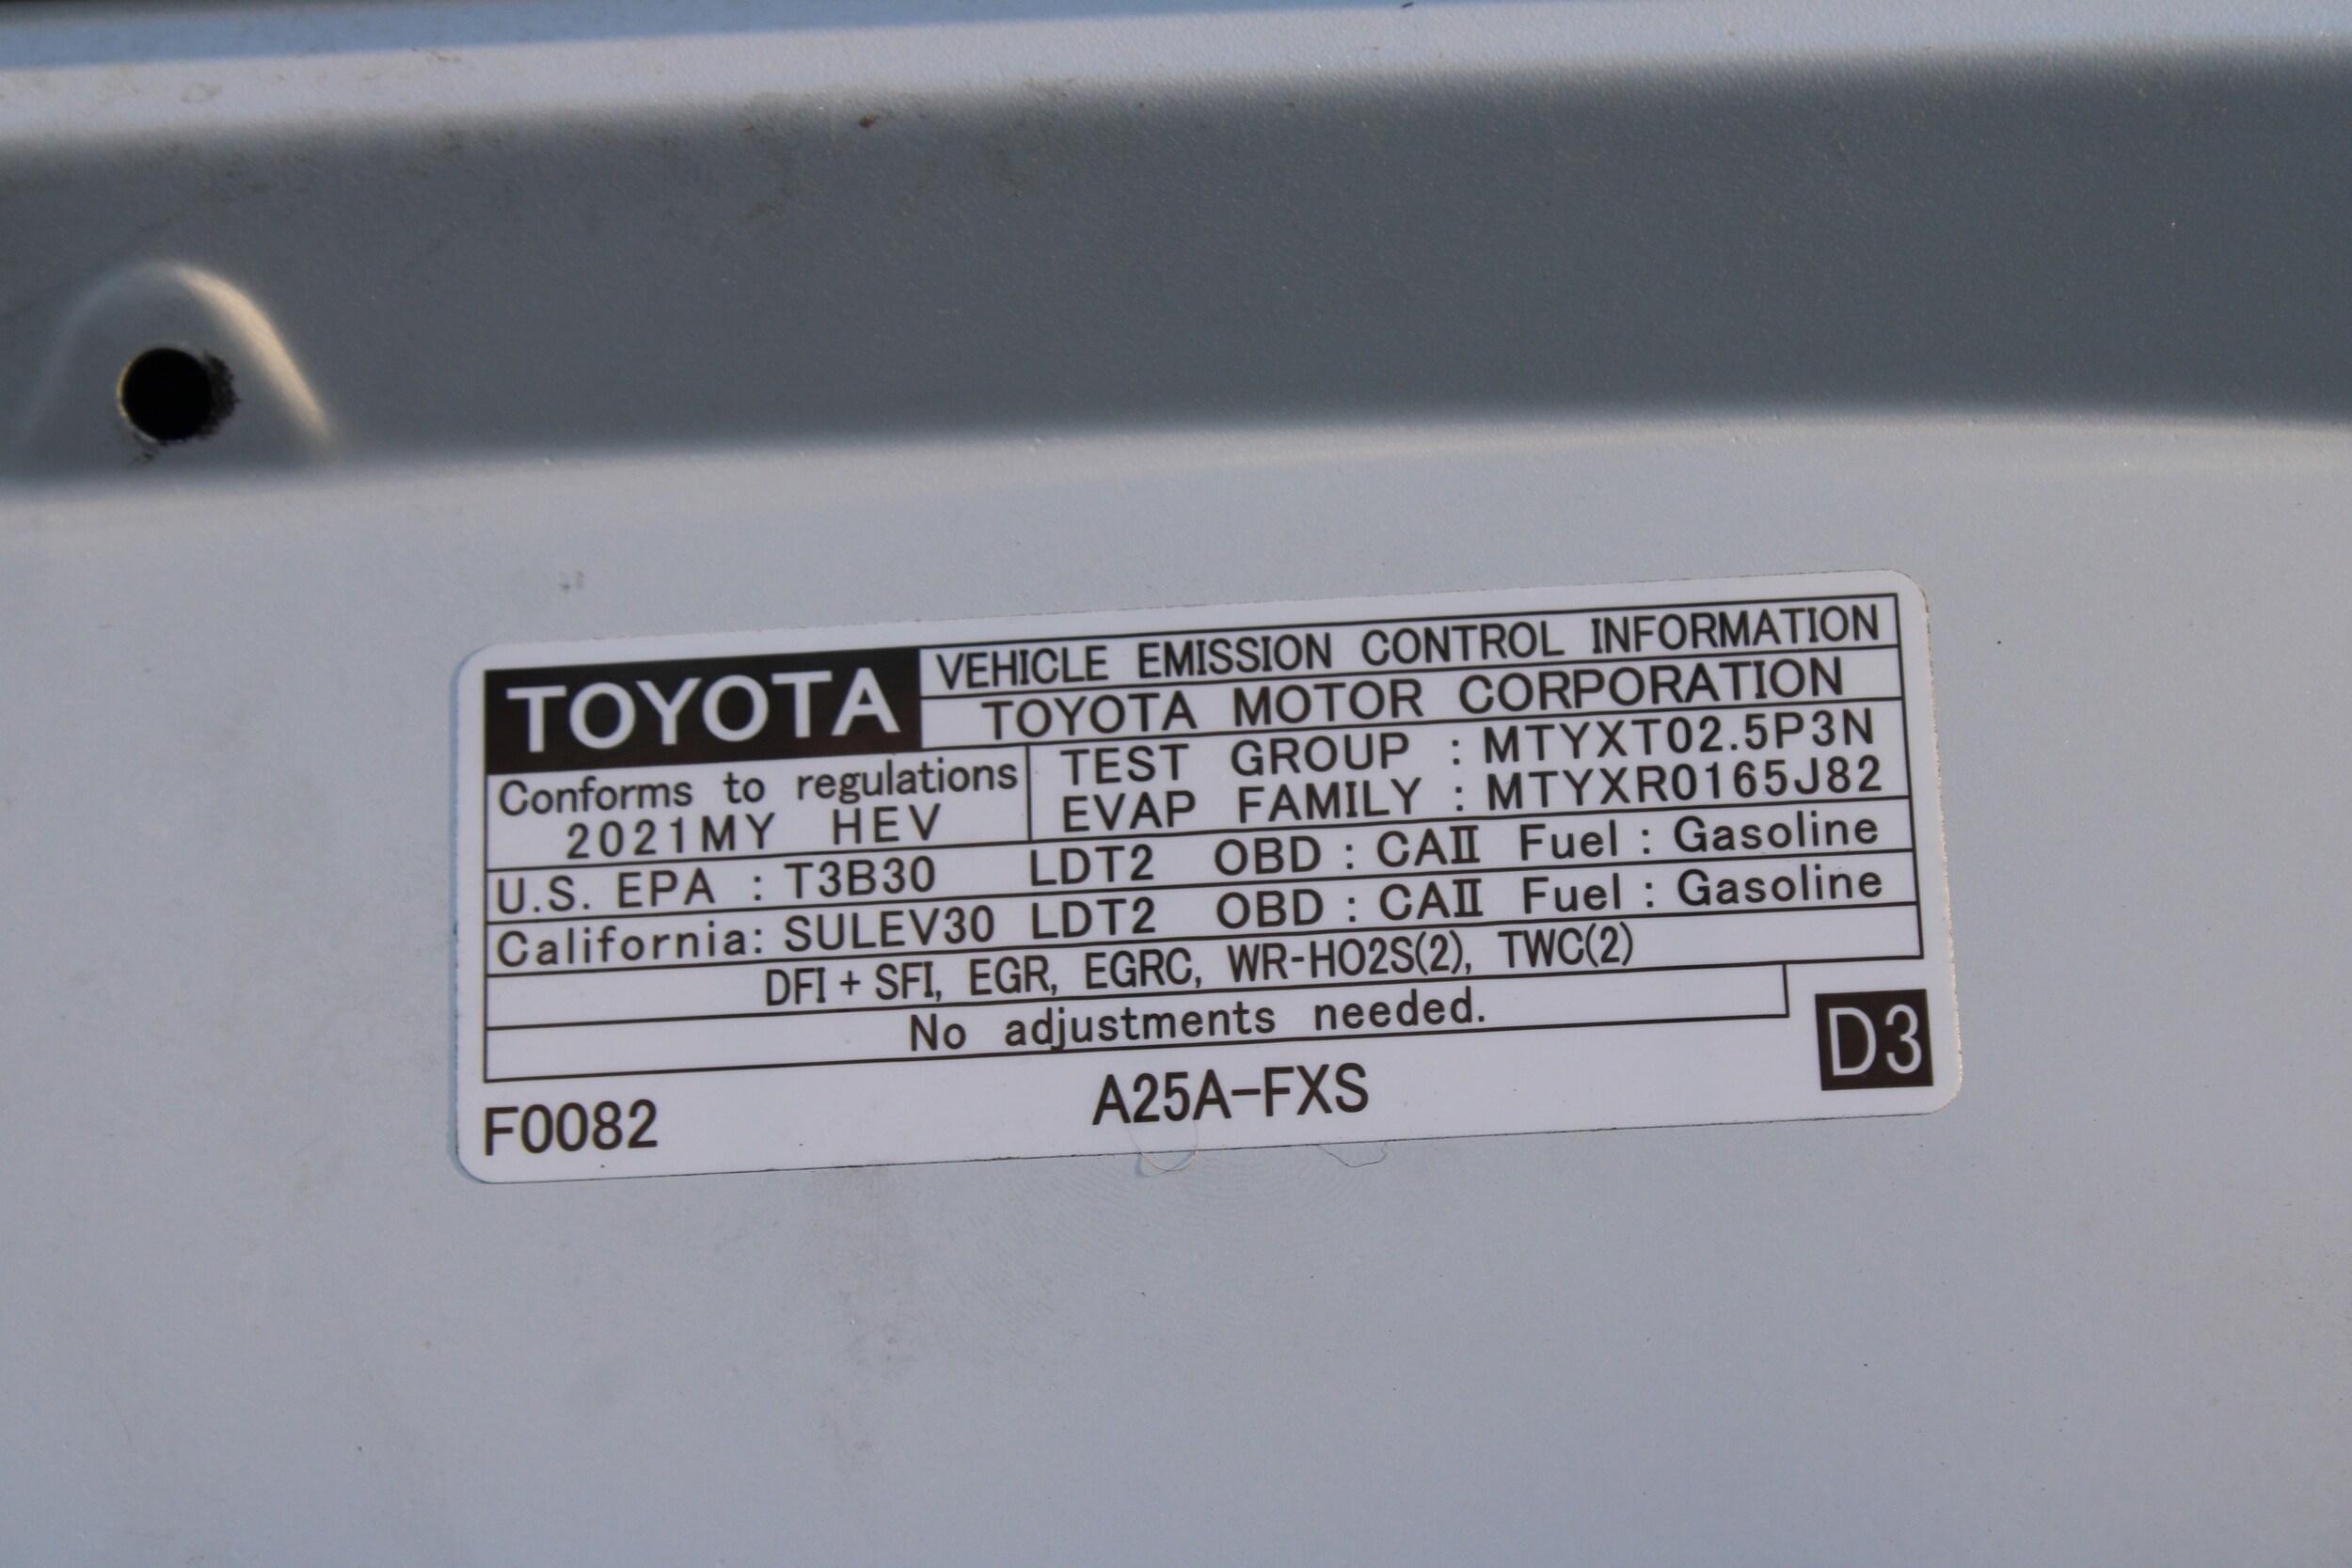 TOYOTA VEHICLE EMISSION CONTROL INFORMATION
TOYOTA MOTOR CORPORATION
Conforms to regulations
2021MY HEV
TEST GROUP : MTYXT02.5P3N
EVAP FAMILY : MTYXR0165J82
U.S. EPA : T3B30 LDT2 OBD : CAⅡ Fuel : Gasoline
California: SULEV30 LDT2 OBD : CAⅡ Fuel : Gasoline
DFI + SFI, EGR, EGRC, WR-HO2S(2), TWC(2)
No adjustments needed.
F0082 A25A-FXS D3